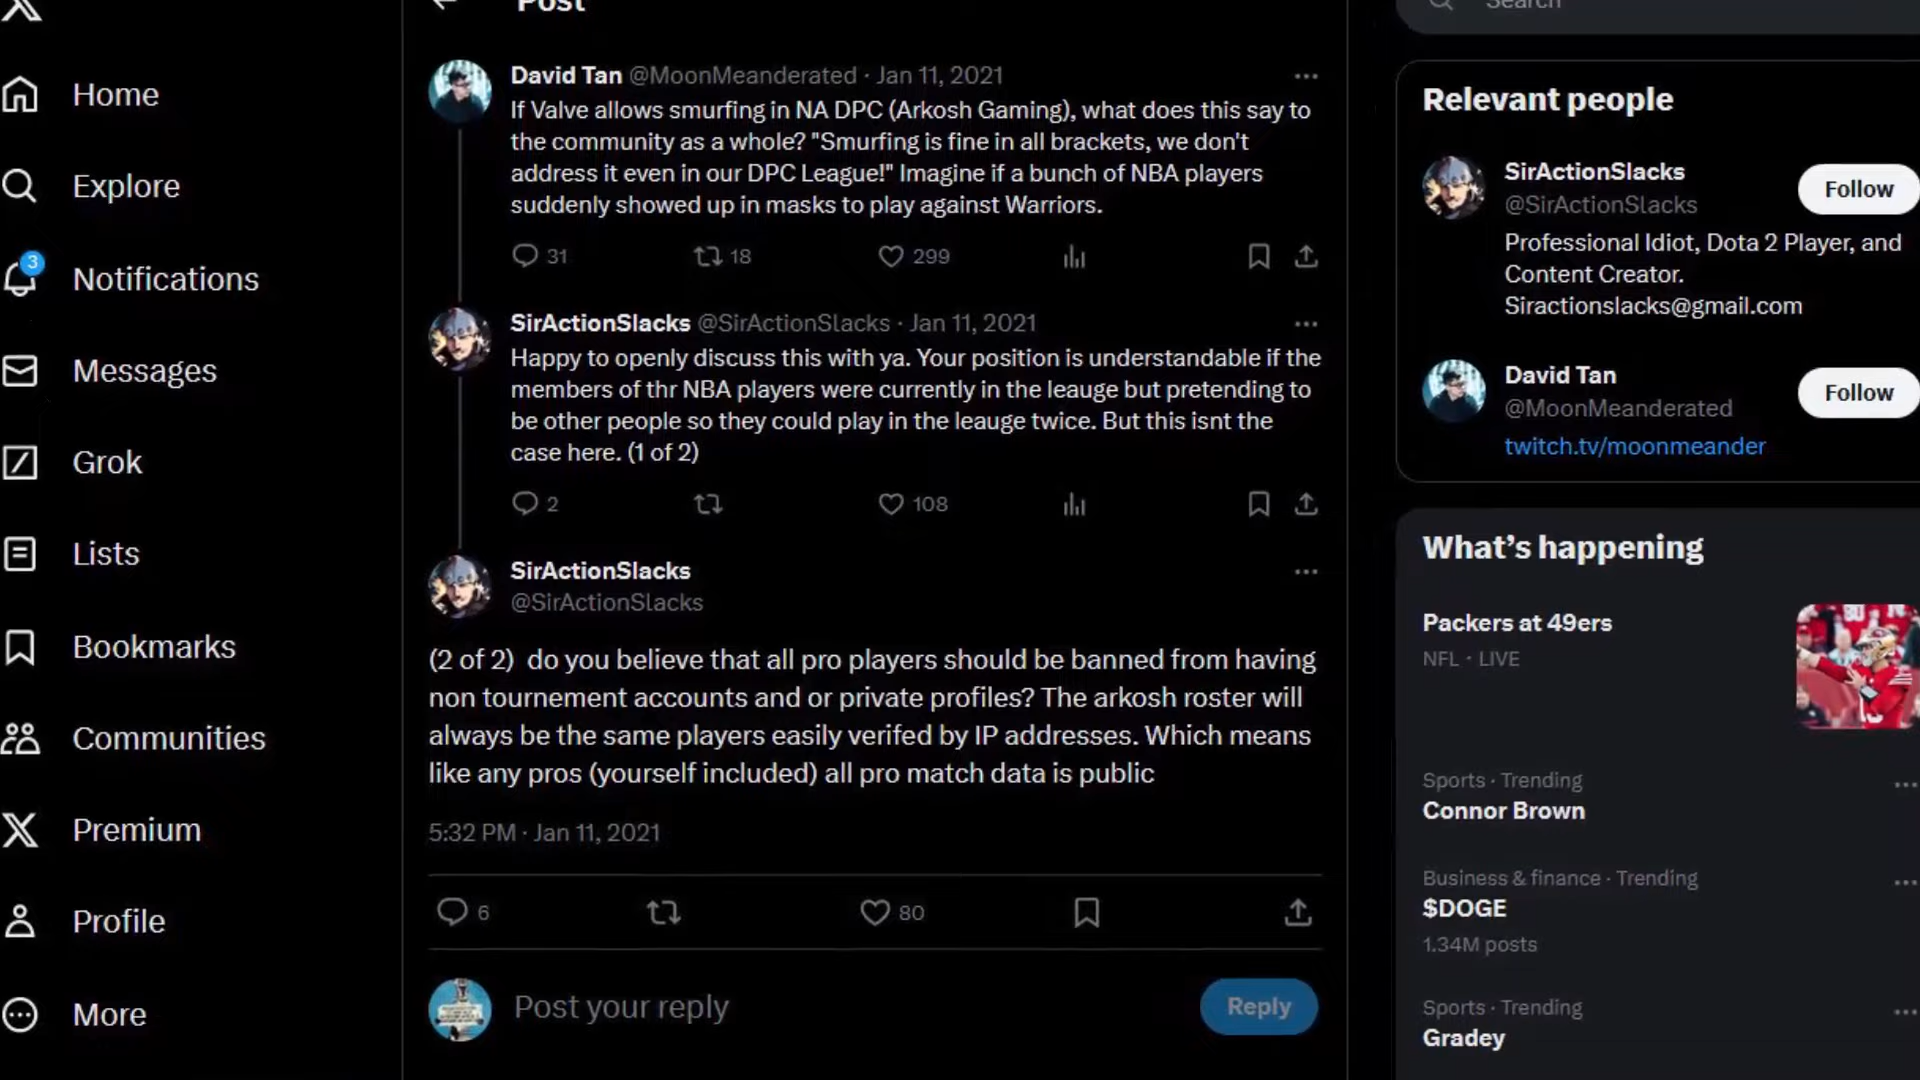 Post
Search
Home
Explore
3
Notifications
Messages
Grok
Lists
Bookmarks
Communities
Premium
Profile
More
David Tan @MoonMeanderated · Jan 11, 2021
If Valve allows smurfing in NA DPC (Arkosh Gaming), what does this say to
the community as a whole? "Smurfing is fine in all brackets, we don't
address it even in our DPC League!" Imagine if a bunch of NBA players
suddenly showed up in masks to play against Warriors.
31 18 299
SirActionSlacks @SirActionSlacks · Jan 11, 2021
Happy to openly discuss this with ya. Your position is understandable if the
members of thr NBA players were currently in the leauge but pretending to
be other people so they could play in the leauge twice. But this isnt the
case here. (1 of 2)
2 108
SirActionSlacks
@SirActionSlacks
(2 of 2)  do you believe that all pro players should be banned from having
non tournement accounts and or private profiles? The arkosh roster will
always be the same players easily verifed by IP addresses. Which means
like any pros (yourself included) all pro match data is public
5:32 PM · Jan 11, 2021
6 80
Post your reply
Reply
Relevant people
SirActionSlacks
@SirActionSlacks
Follow
Professional Idiot, Dota 2 Player, and
Content Creator.
Siractionslacks@gmail.com
David Tan
@MoonMeanderated
Follow
twitch.tv/moonmeander
What's happening
Packers at 49ers
NFL · LIVE
Sports · Trending
Connor Brown
Business & finance · Trending
$DOGE
1.34M posts
Sports · Trending
Gradey